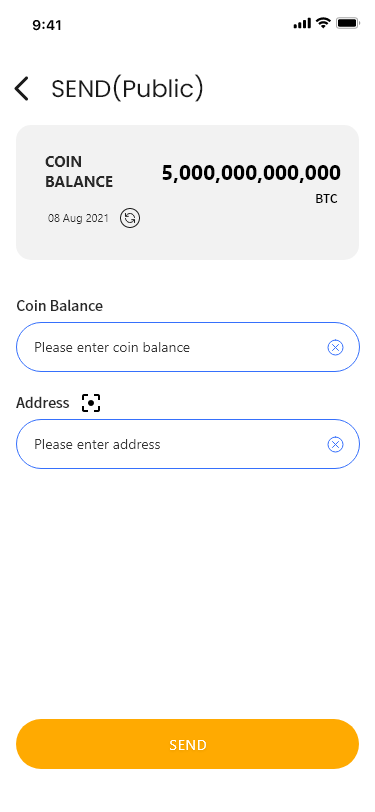 9:41
SEND(Public)
COIN
BALANCE
5,000,000,000,000
BTC
08 Aug 2021
Coin Balance
Please enter coin balance
Address
Please enter address
SEND